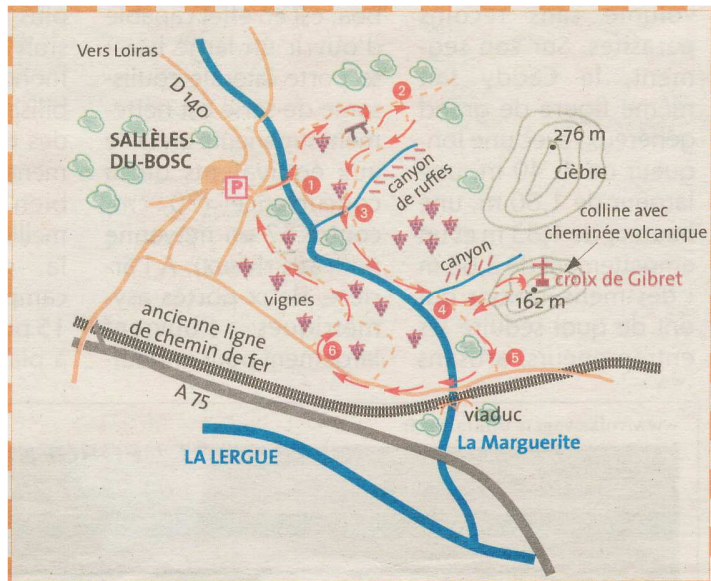 Vers Loiras
D 140
SALLÈLES-
DU-BOSC
P
1
2
3
4
5
6
canyon
de ruffes
276 m
Gèbre
colline avec
cheminée volcanique
canyon
croix de Gibret
162 m
vignes
ancienne ligne
de chemin de fer
A 75
viaduc
La Marguerite
LA LERGUE